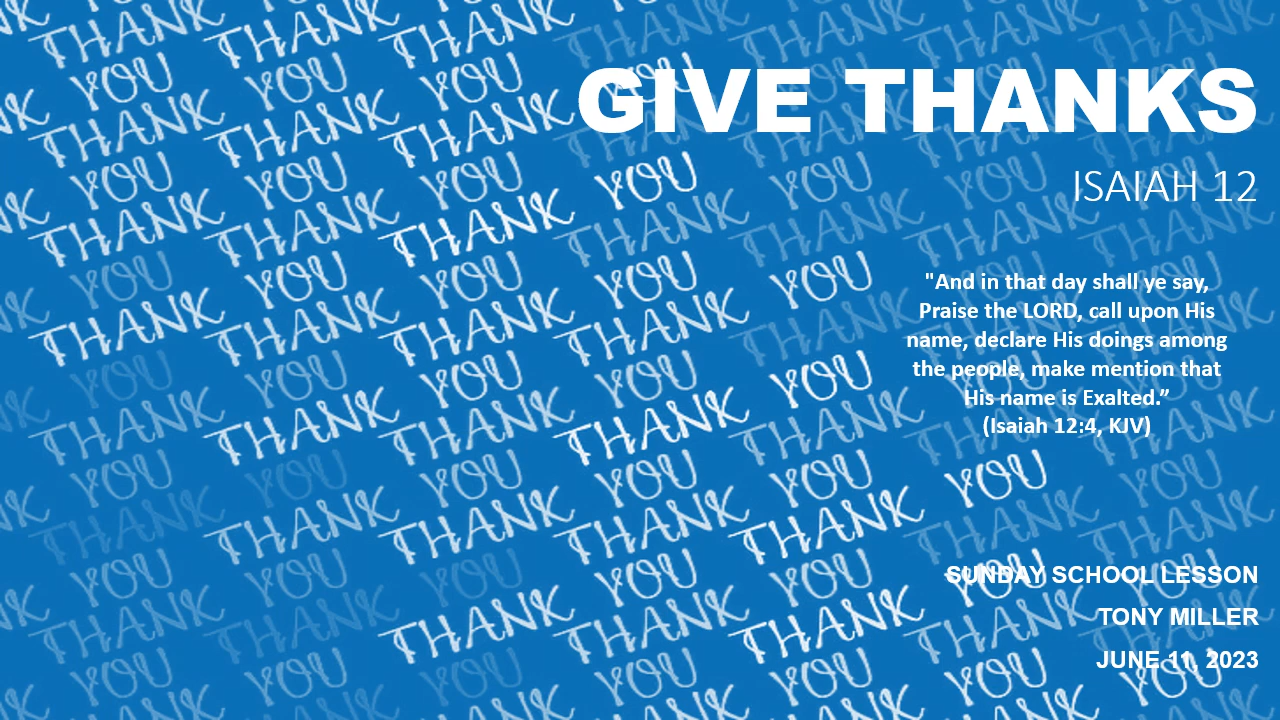 GIVE THANKS
ISAIAH 12
"And in that day shall ye say,
Praise the LORD, call upon His
name, declare His doings among
the people, make mention that
His name is Exalted.”
(Isaiah 12:4, KJV)
SUNDAY SCHOOL LESSON
TONY MILLER
JUNE 11, 2023
THANK
YOU